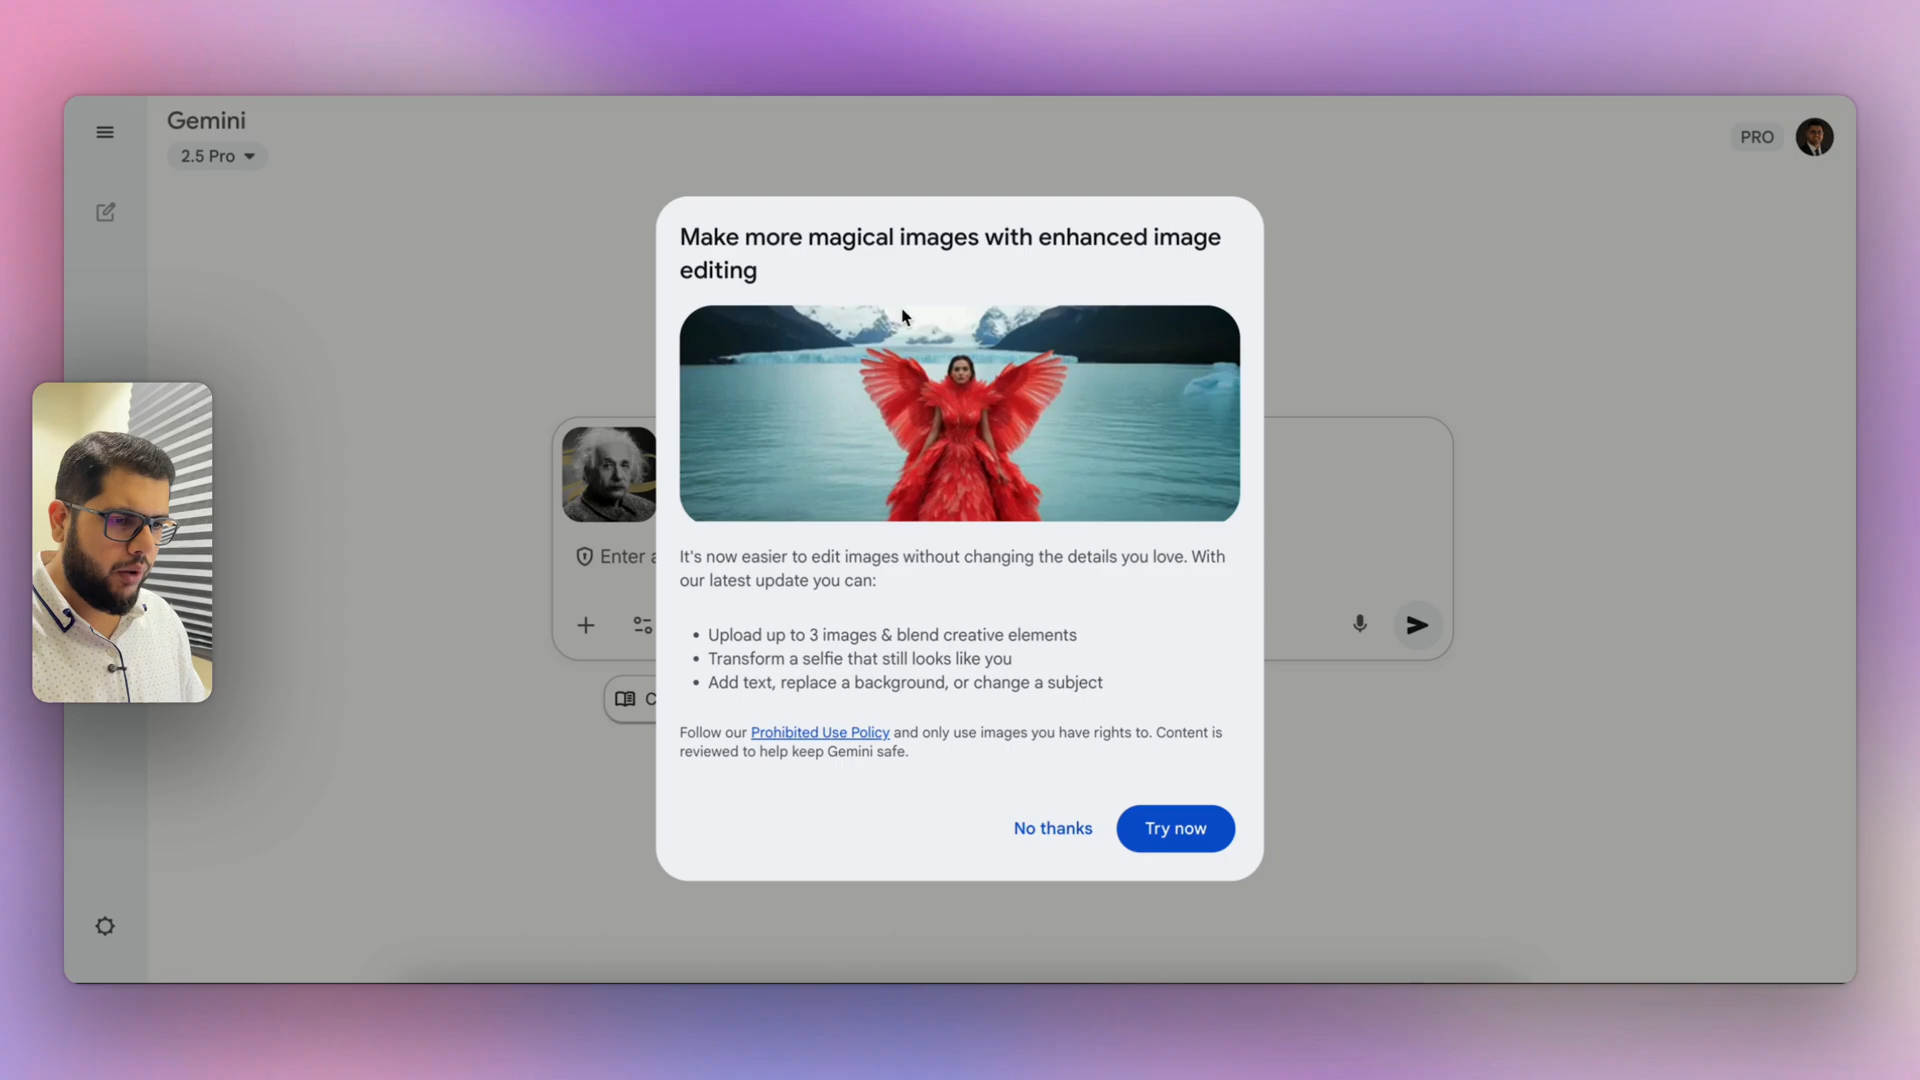 Gemini
2.5 Pro
PRO
Make more magical images with enhanced image
editing
It's now easier to edit images without changing the details you love. With
our latest update you can:
• Upload up to 3 images & blend creative elements
• Transform a selfie that still looks like you
• Add text, replace a background, or change a subject
Follow our Prohibited Use Policy and only use images you have rights to. Content is
reviewed to help keep Gemini safe.
No thanks
Try now
Enter